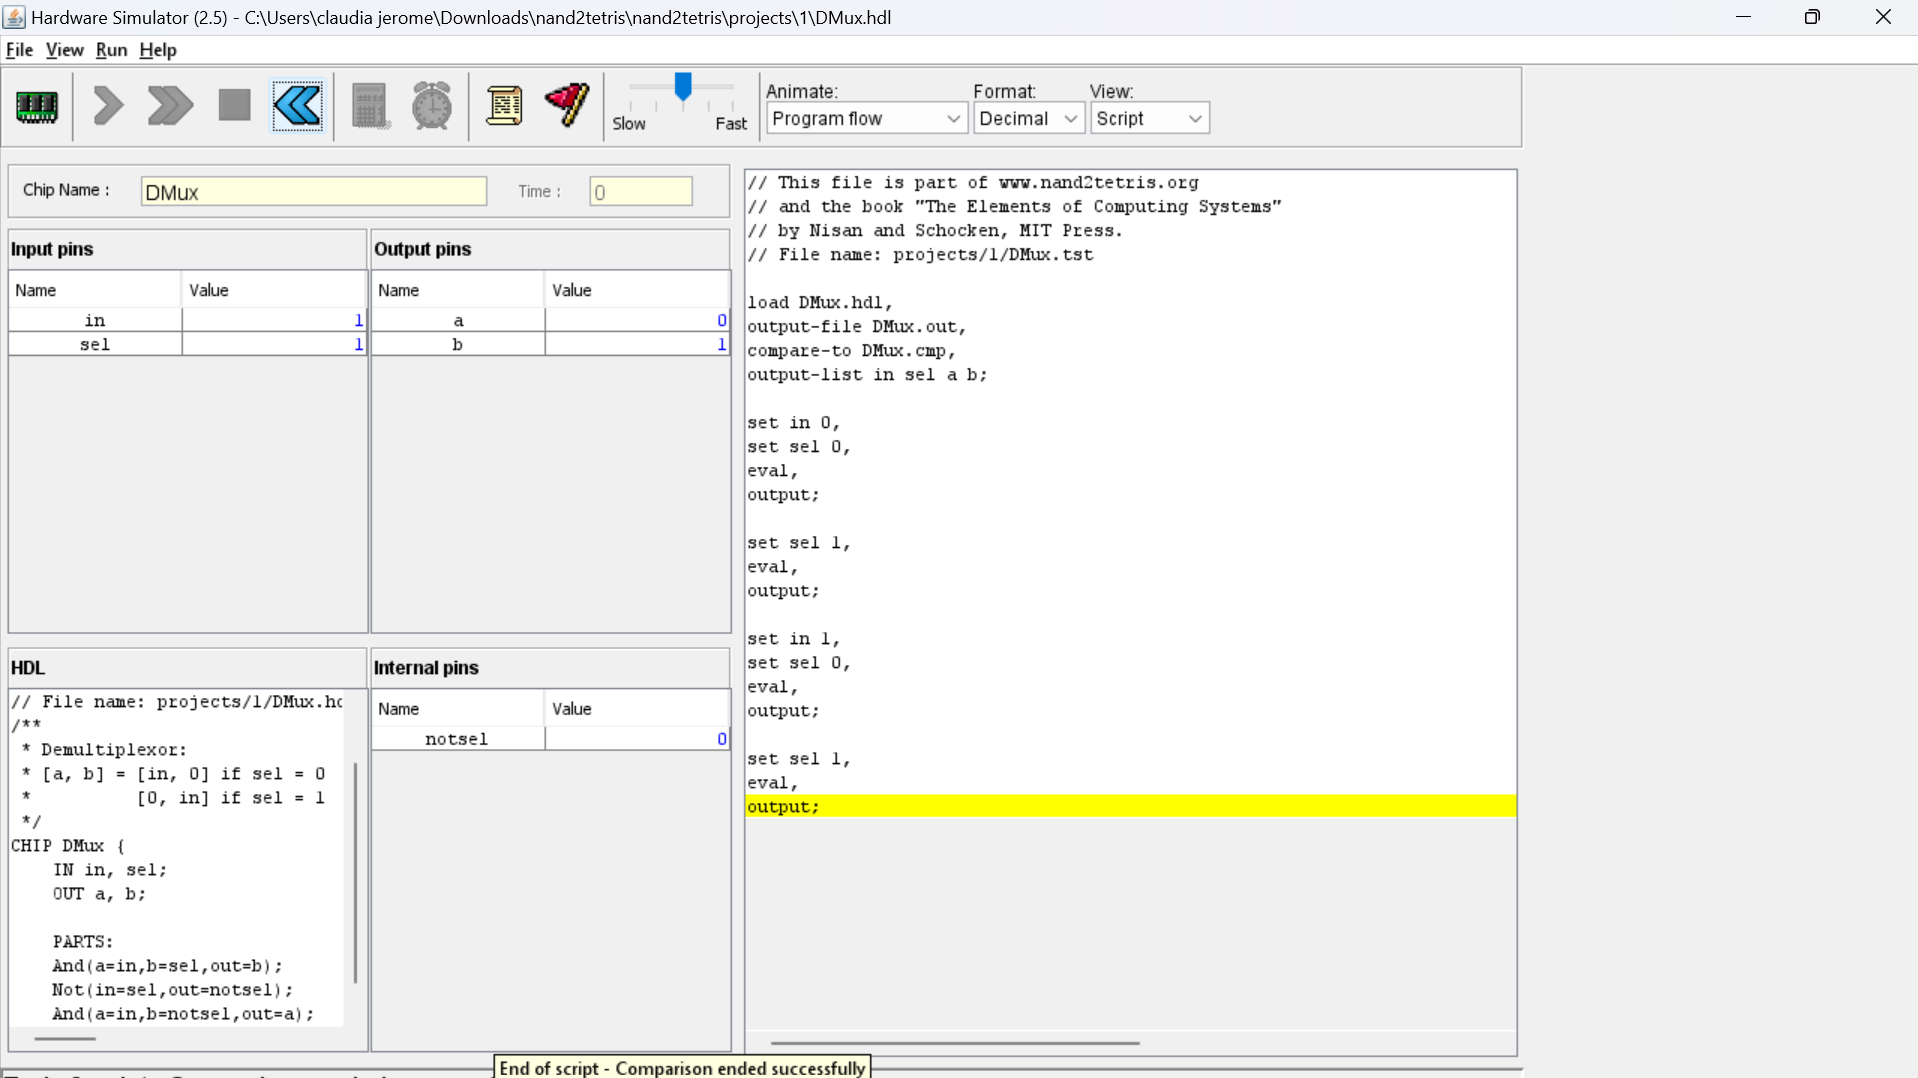 Hardware Simulator (2.5) - C:\Users\claudia jerome\Downloads\nand2tetris\nand2tetris\projects\1\DMux.hdl
File View Run Help
Slow Fast
Animate: Format: View:
Program flow Decimal Script
Chip Name : DMux Time : 0
Input pins
Name Value
in 1
sel 1
Output pins
Name Value
a 0
b 1
HDL
// File name: projects/1/DMux.hd
/**
* Demultiplexor:
* [a, b] = [in, 0] if sel = 0
* [0, in] if sel = 1
*/
CHIP DMux {
IN in, sel;
OUT a, b;
PARTS:
And(a=in,b=sel,out=b);
Not(in=sel,out=notsel);
And(a=in,b=notsel,out=a);
Internal pins
Name Value
notsel 0
// This file is part of www.nand2tetris.org
// and the book "The Elements of Computing Systems"
// by Nisan and Schocken, MIT Press.
// File name: projects/1/DMux.tst
load DMux.hdl,
output-file DMux.out,
compare-to DMux.cmp,
output-list in sel a b;
set in 0,
set sel 0,
eval,
output;
set sel 1,
eval,
output;
set in 1,
set sel 0,
eval,
output;
set sel 1,
eval,
output;
End of script - Comparison ended successfully